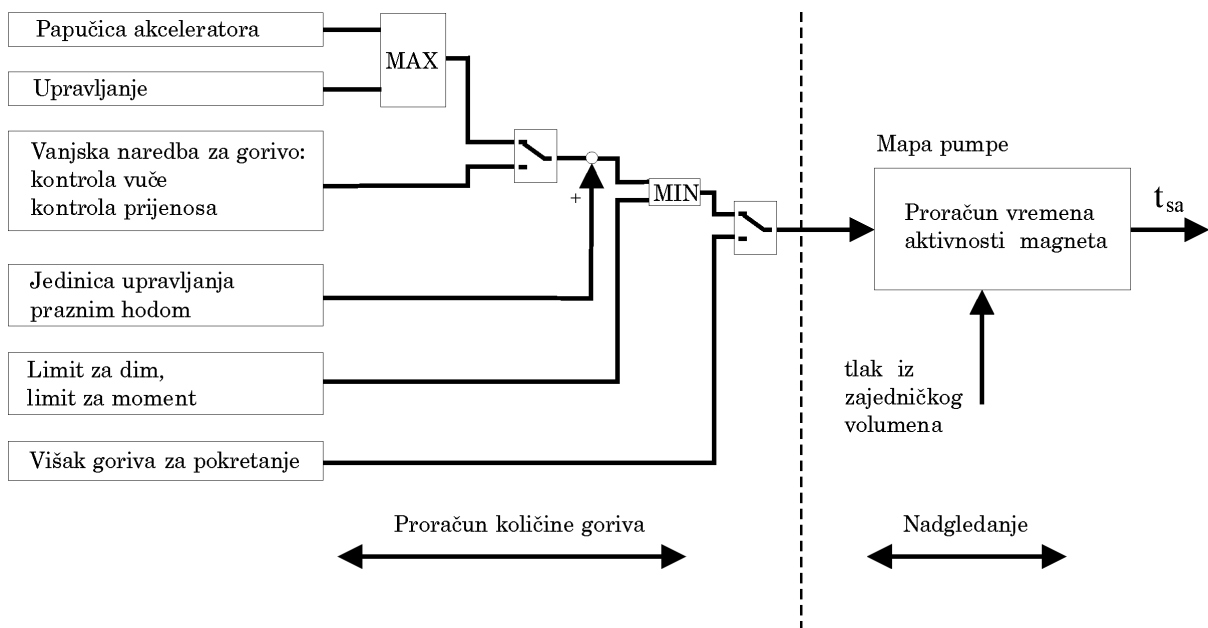 Papučica akceleratora
MAX
Upravljanje
Vanjska naredba za gorivo:
kontrola vuče
kontrola prijenosa
+
MIN
Jedinica upravljanja
praznim hodom
Limit za dim,
limit za moment
Višak goriva za pokretanje
Mapa pumpe
Proračun vremena
aktivnosti magneta
tsa
tlak iz
zajedničkog
volumena
Proračun količine goriva
Nadgledanje